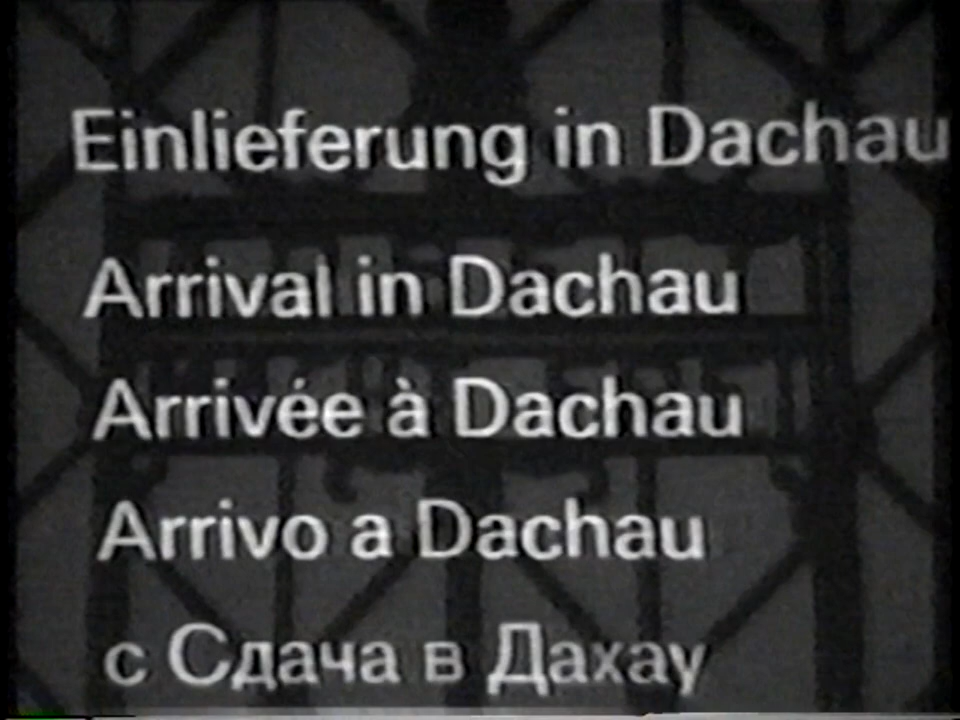 Einlieferung in Dachau
Arrival in Dachau
Arrivée à Dachau
Arrivo a Dachau
с Сдача в Дахау